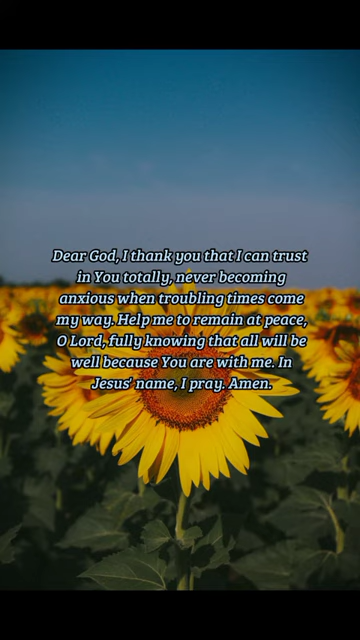 Dear God, I thank you that I can trust
in You totally, never becoming
anxious when troubling times come
my way. Help me to remain at peace,
O Lord, fully knowing that all will be
well because You are with me. In
Jesus' name, I pray. Amen.